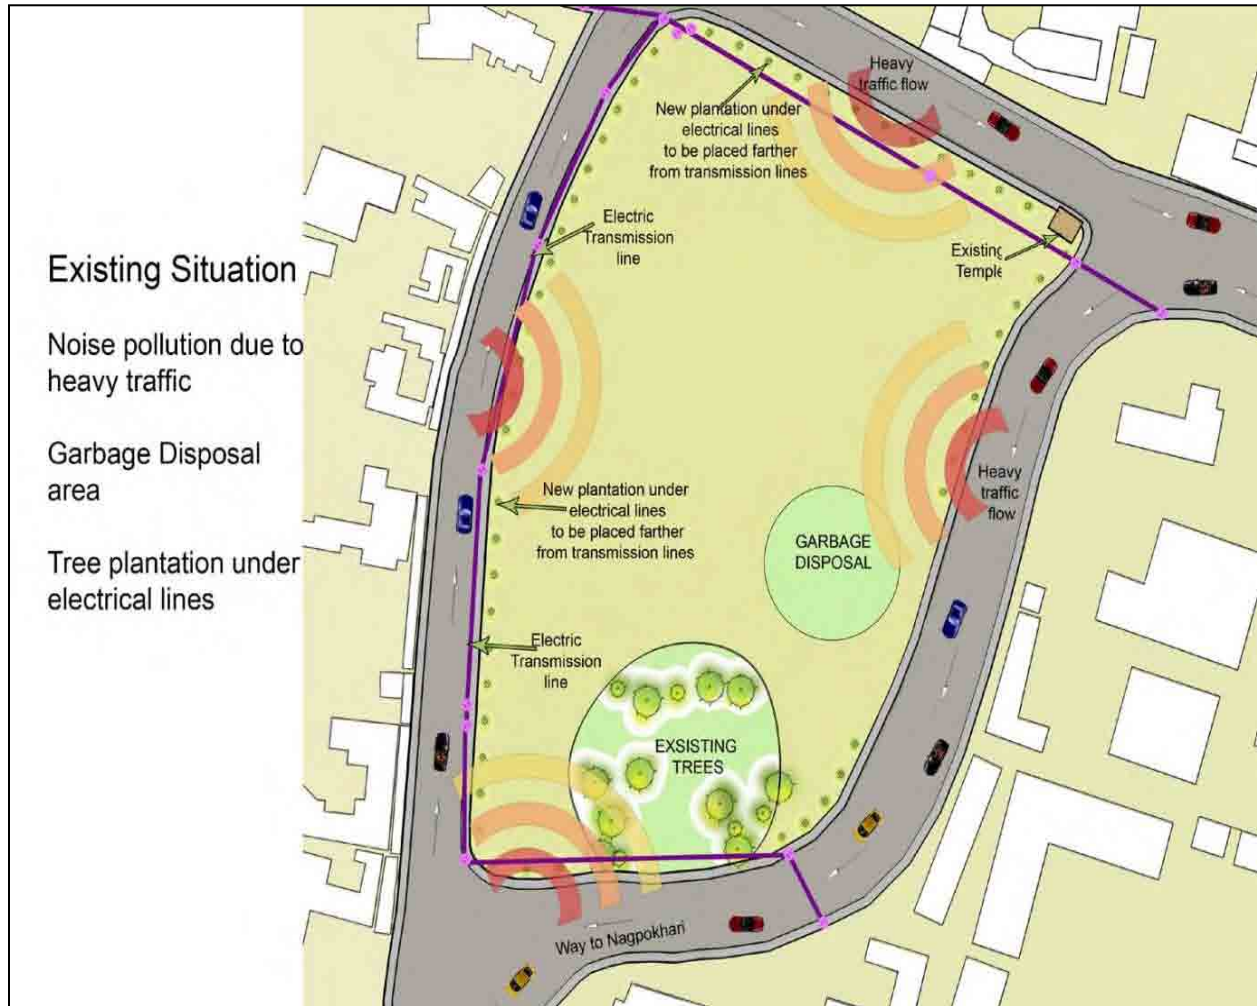 Existing Situation
Noise pollution due to
heavy traffic
Garbage Disposal
area
Tree plantation under
electrical lines
Heavy
traffic flow
New plantation under
electrical lines
to be placed farther
from transmission lines
Electric
Transmission
line
Existing
Temple
Heavy
traffic
flow
New plantation under
electrical lines
to be placed farther
from transmission lines
GARBAGE
DISPOSAL
Electric
Transmission
line
EXSISTING
TREES
Way to Nagpokhari